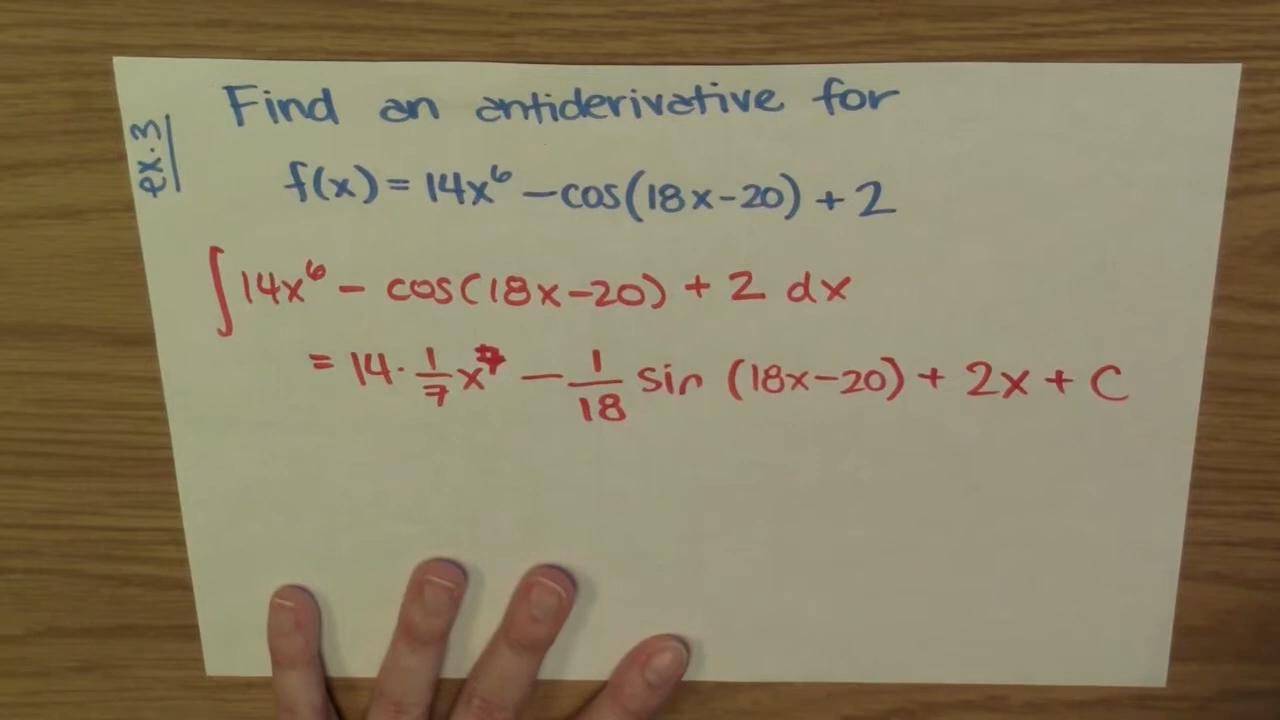 ex. 3
Find an antiderivative for
f(x) = 14x⁶ – cos(18x–20) + 2
∫14x⁶ – cos(18x–20) + 2 dx
= 14 · 1/7 x⁷ – 1/18 sin (18x–20) + 2x + C